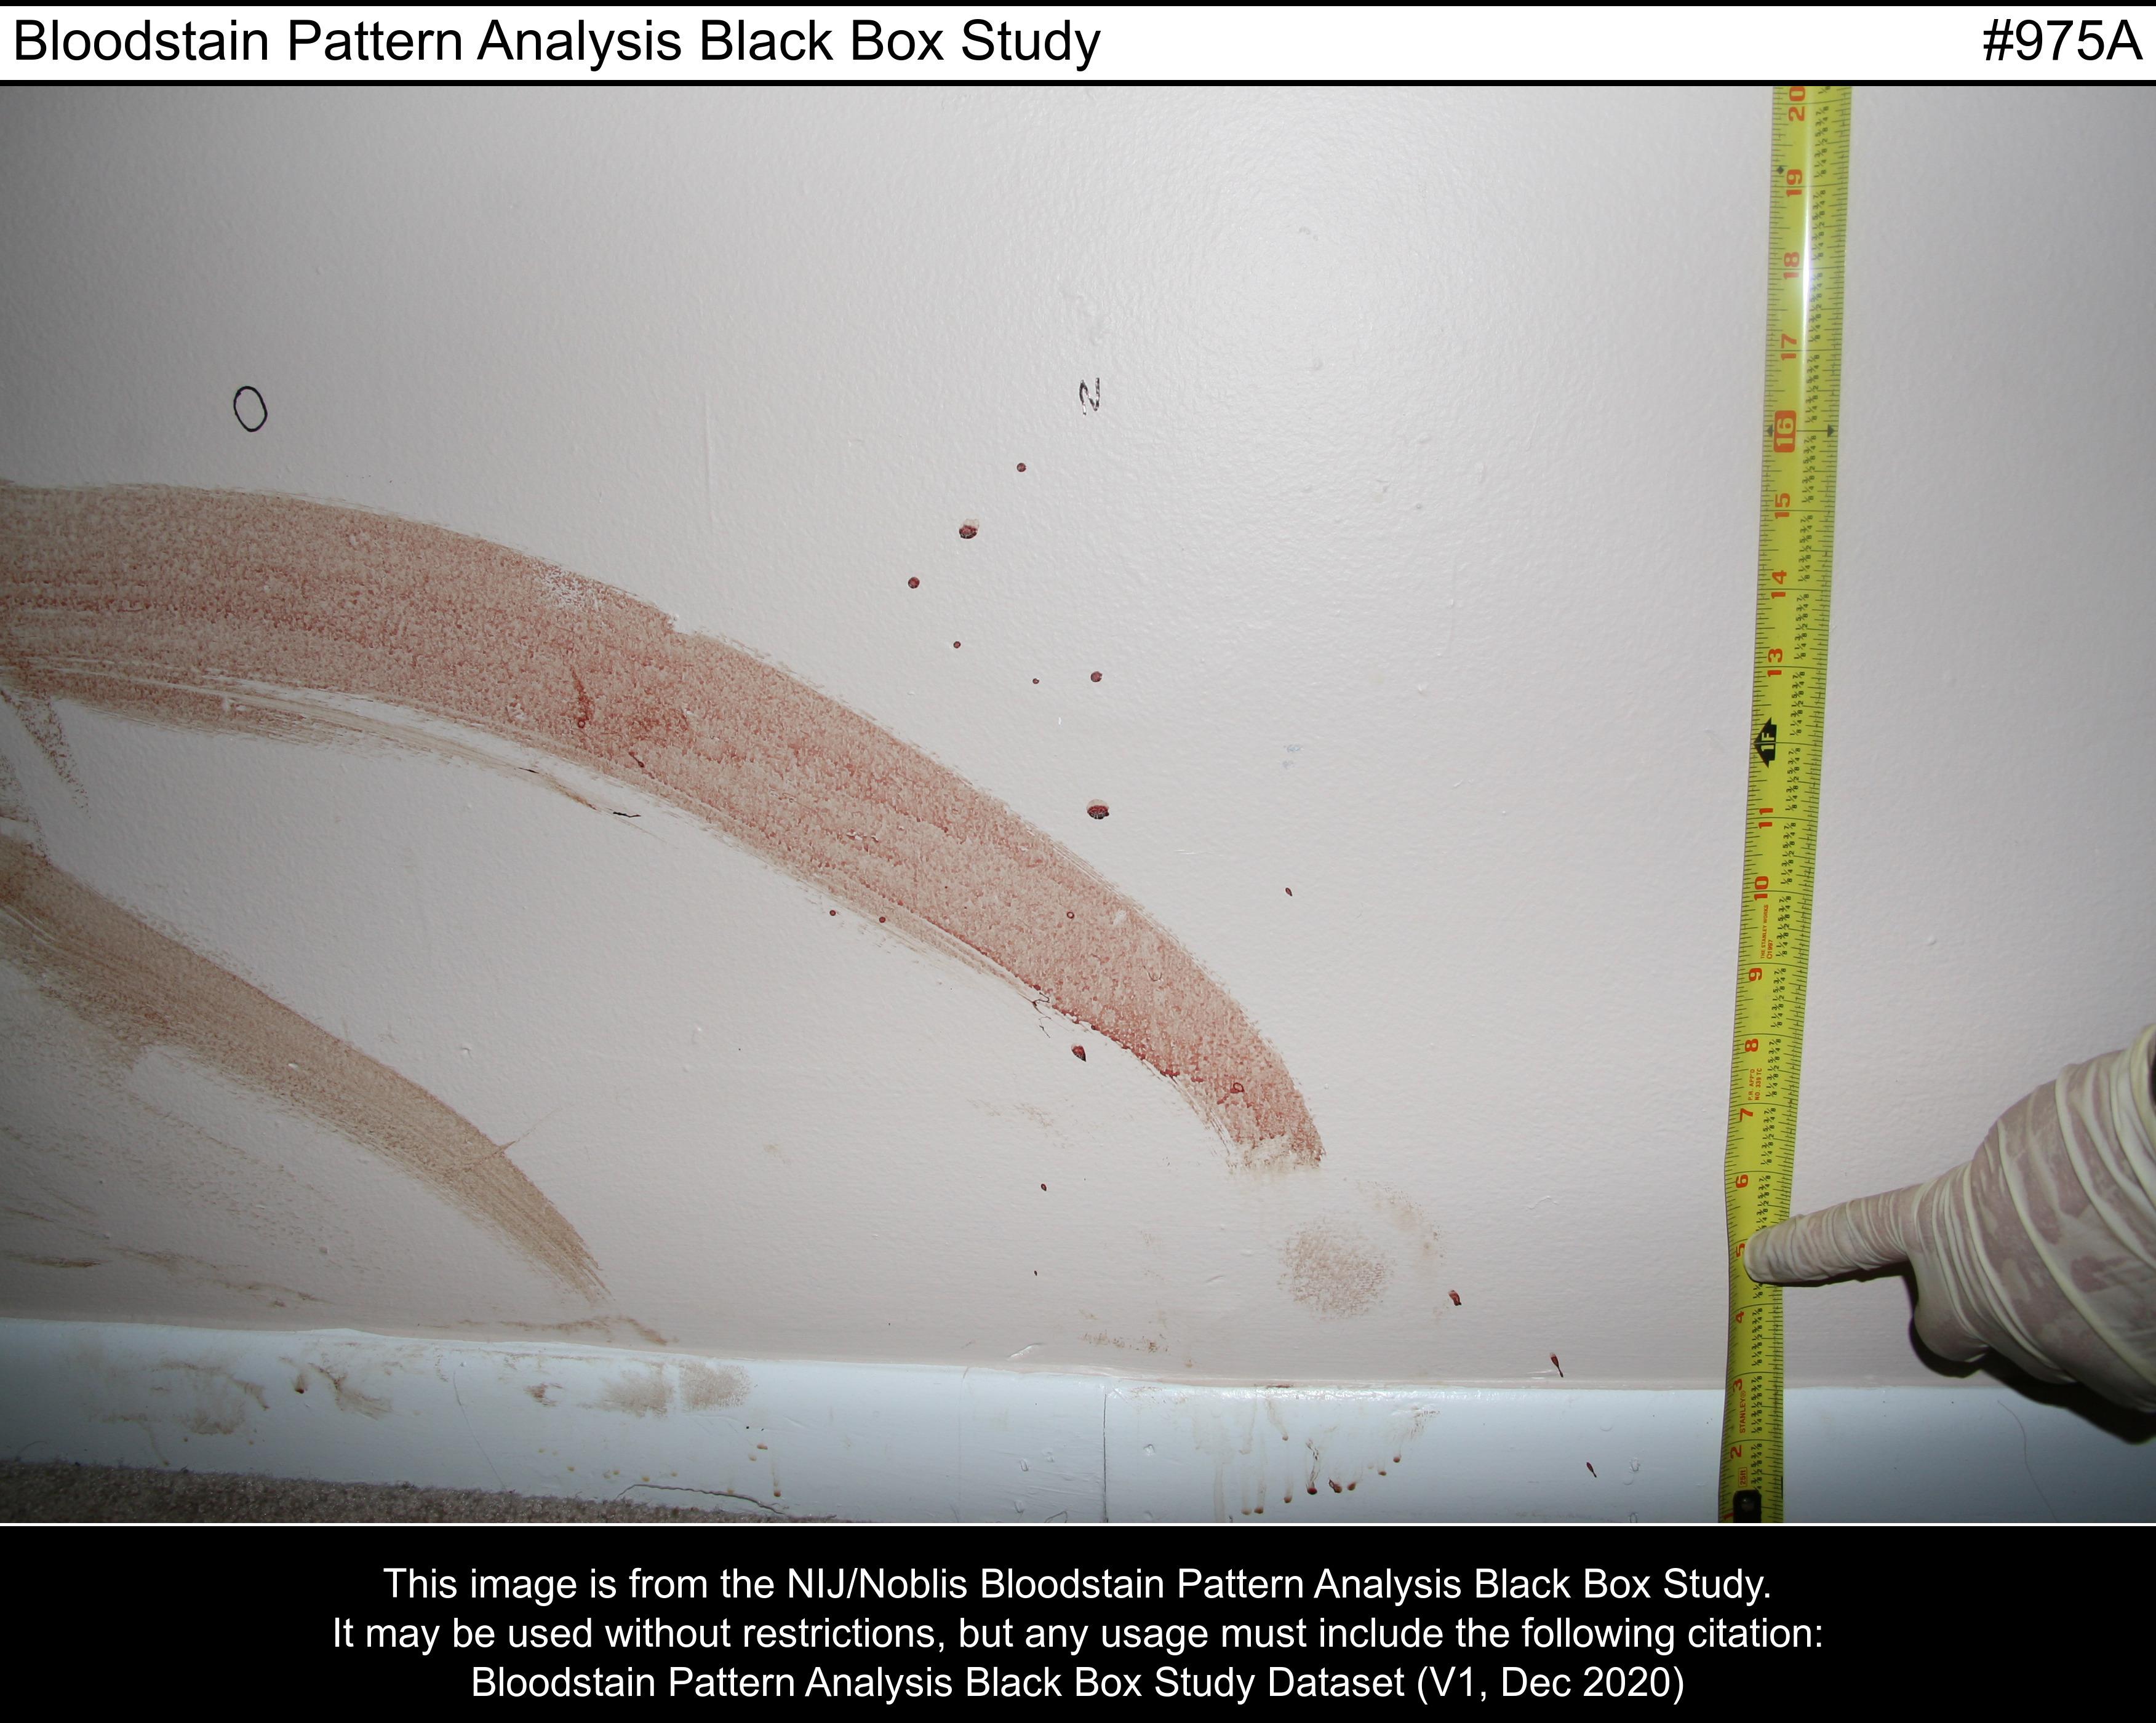 Bloodstain Pattern Analysis Black Box Study #975A
O
N
20
19
18
17
16
15
14
13
1F
11
10
9
8
7
6
5
4
3
STANLEY®
2
This image is from the NIJ/Noblis Bloodstain Pattern Analysis Black Box Study.
It may be used without restrictions, but any usage must include the following citation:
Bloodstain Pattern Analysis Black Box Study Dataset (V1, Dec 2020)